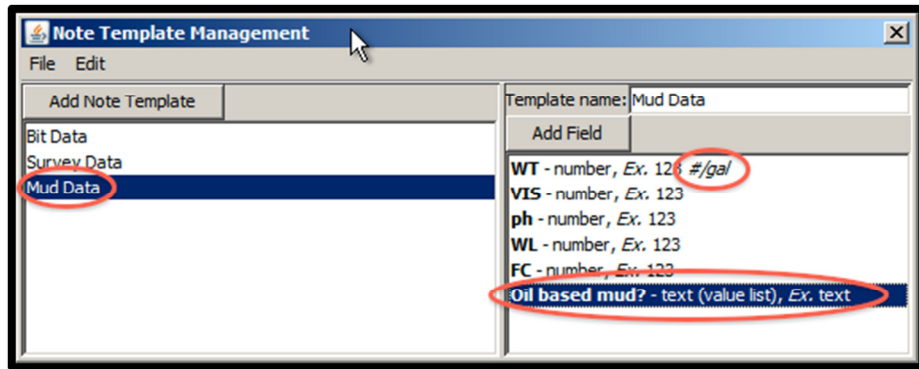 Note Template Management
File Edit
Add Note Template
Bit Data
Survey Data
Mud Data
Template name: Mud Data
Add Field
WT - number, Ex. 123 #/gal
VIS - number, Ex. 123
ph - number, Ex. 123
WL - number, Ex. 123
FC - number, Ex. 123
Oil based mud? - text (value list), Ex. text